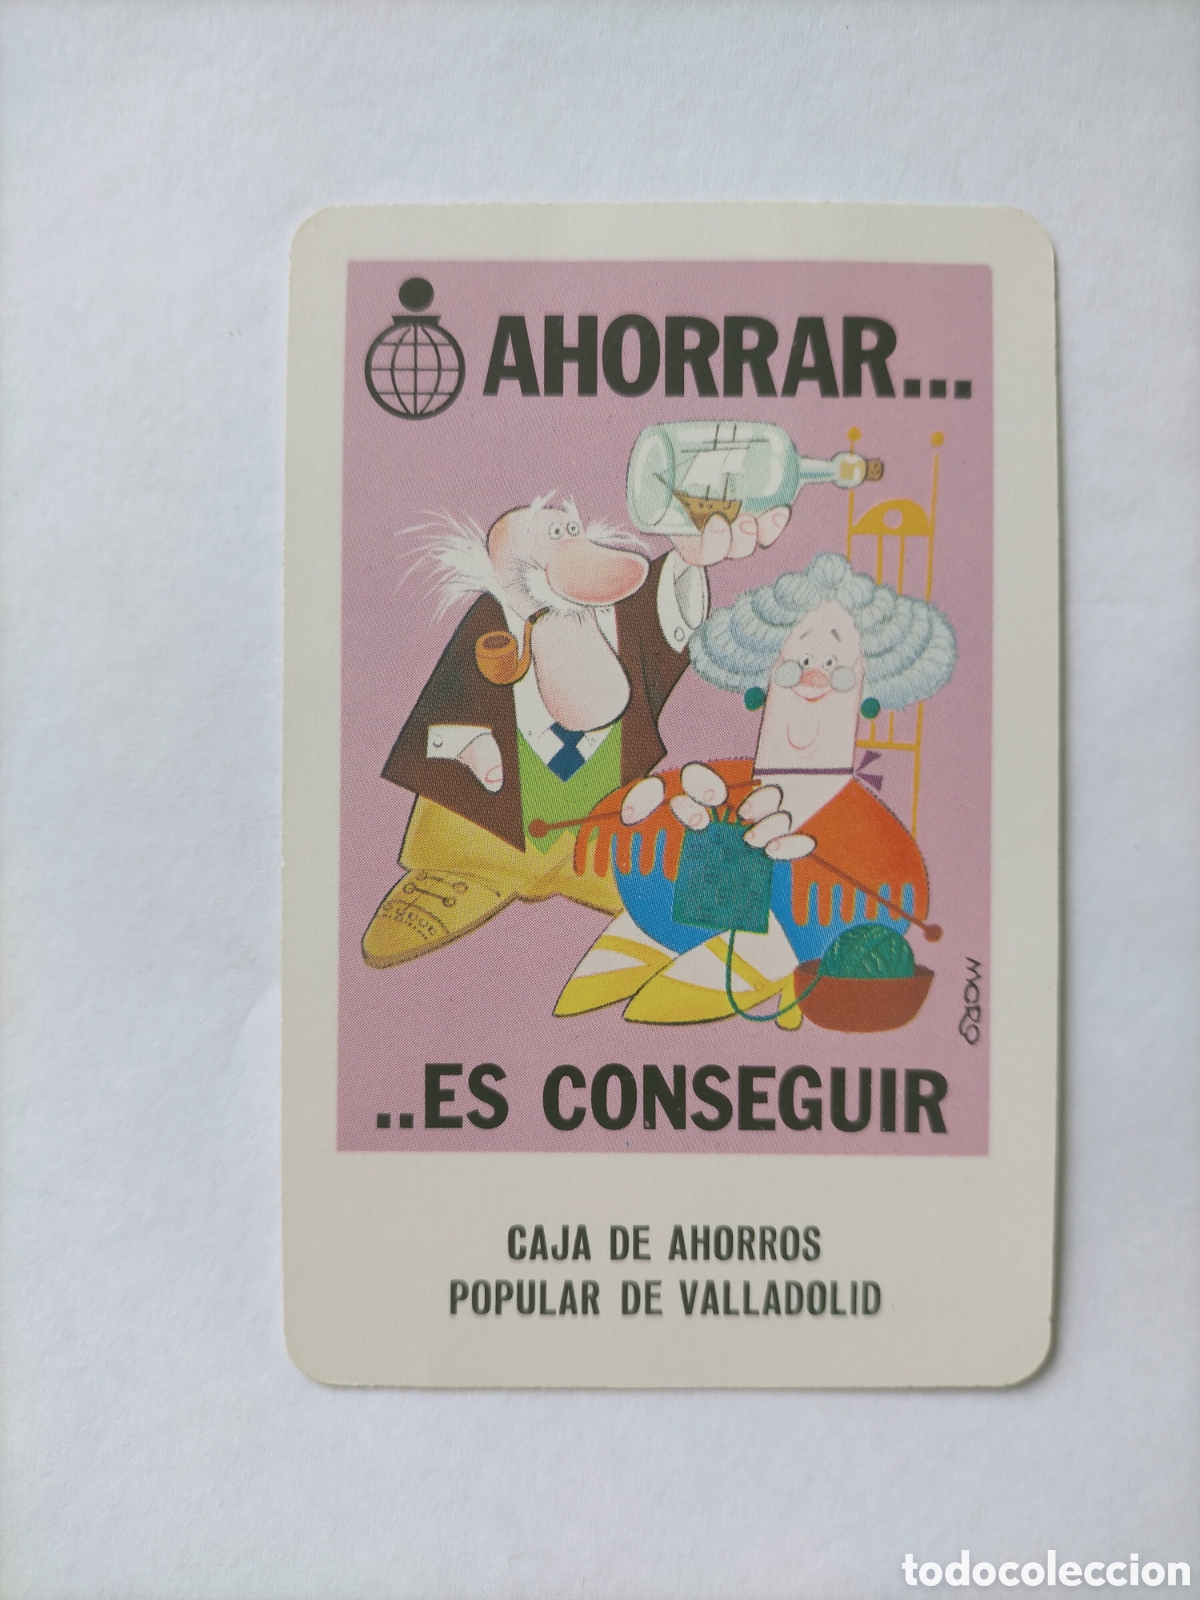 AHORRAR...
MORO
..ES CONSEGUIR
CAJA DE AHORROS
POPULAR DE VALLADOLID
todocoleccion